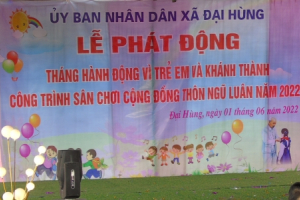 ỦY BAN NHÂN DÂN XÃ ĐẠI HÙNG
LỄ PHÁT ĐỘNG
THÁNG HÀNH ĐỘNG VÌ TRẺ EM VÀ KHÁNH THÀNH
CÔNG TRÌNH SÂN CHƠI CỘNG ĐỒNG THÔN NGŨ LUÂN NĂM 2022
Đại Hùng, ngày 01 tháng 06 năm 2022